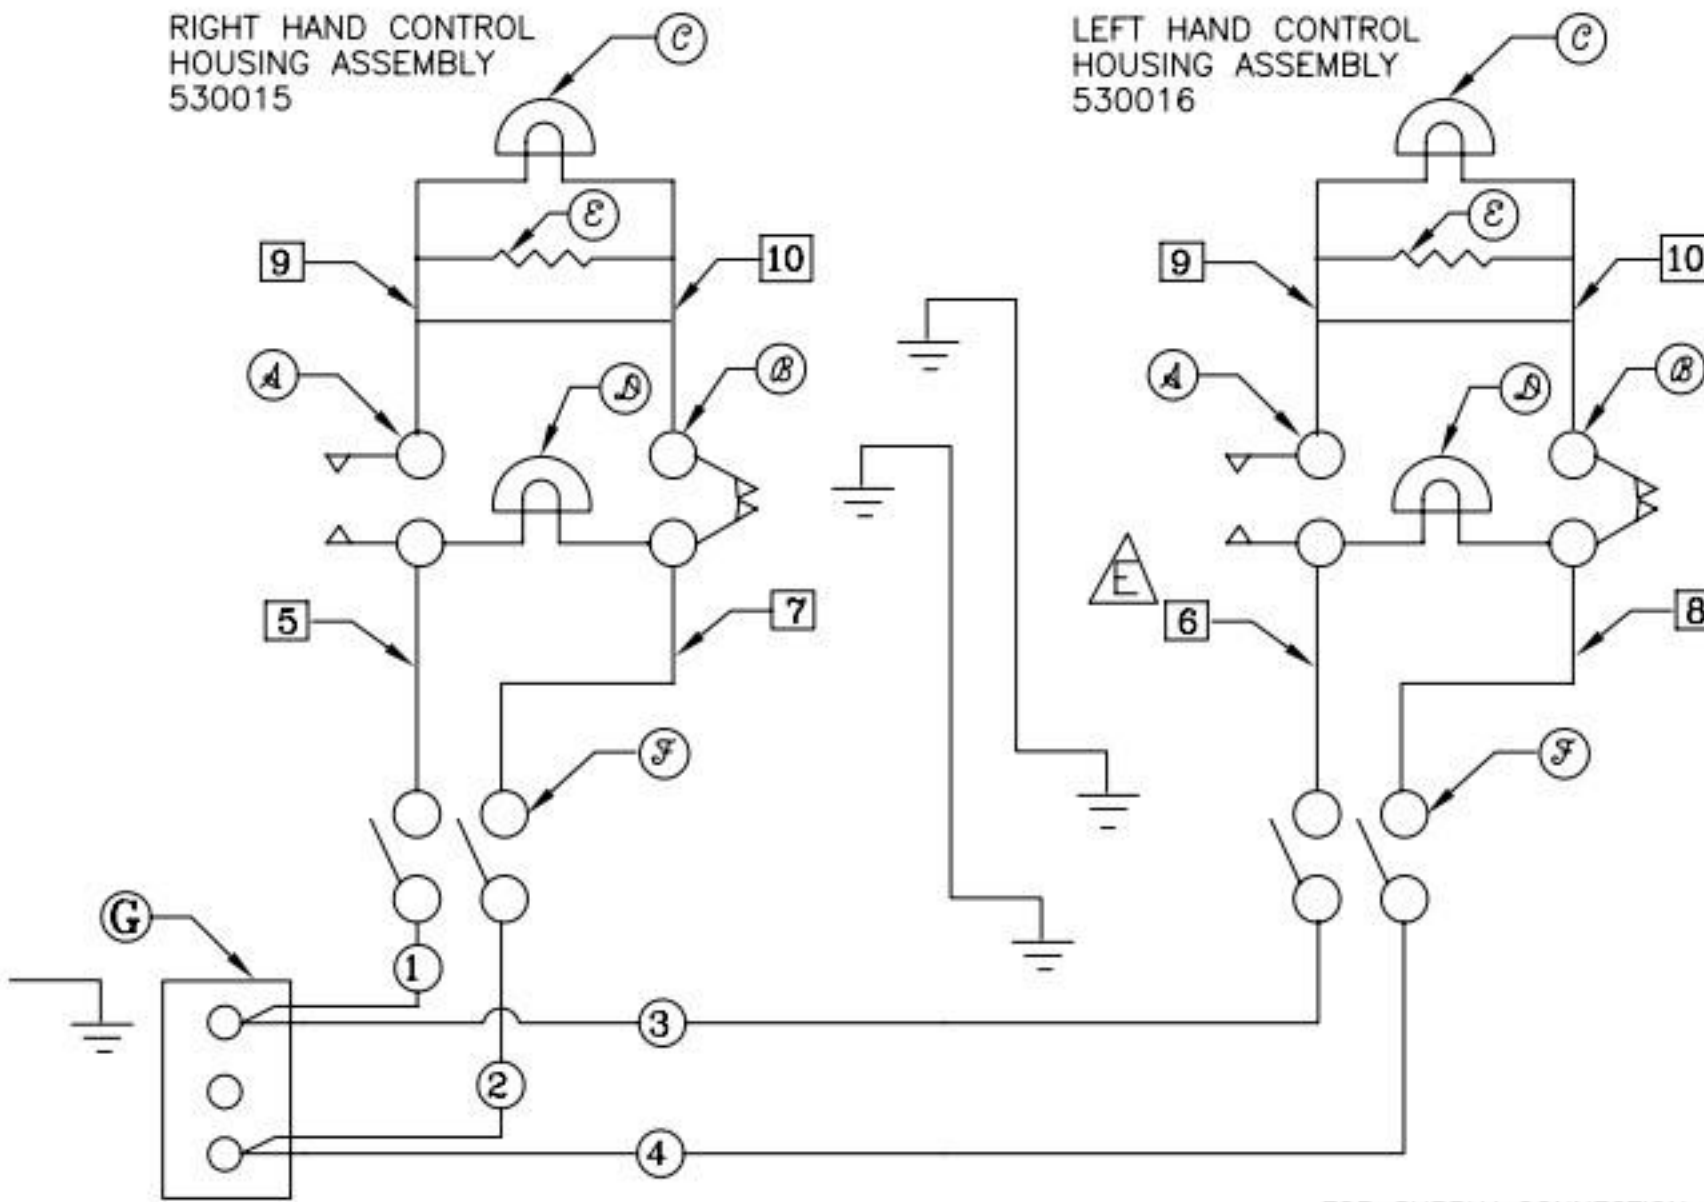 RIGHT HAND CONTROL
HOUSING ASSEMBLY
530015
C
LEFT HAND CONTROL
HOUSING ASSEMBLY
530016
C
E
E
9
10
9
10
A
D
B
A
D
B
E
5
7
6
8
F
F
G
1
3
2
4